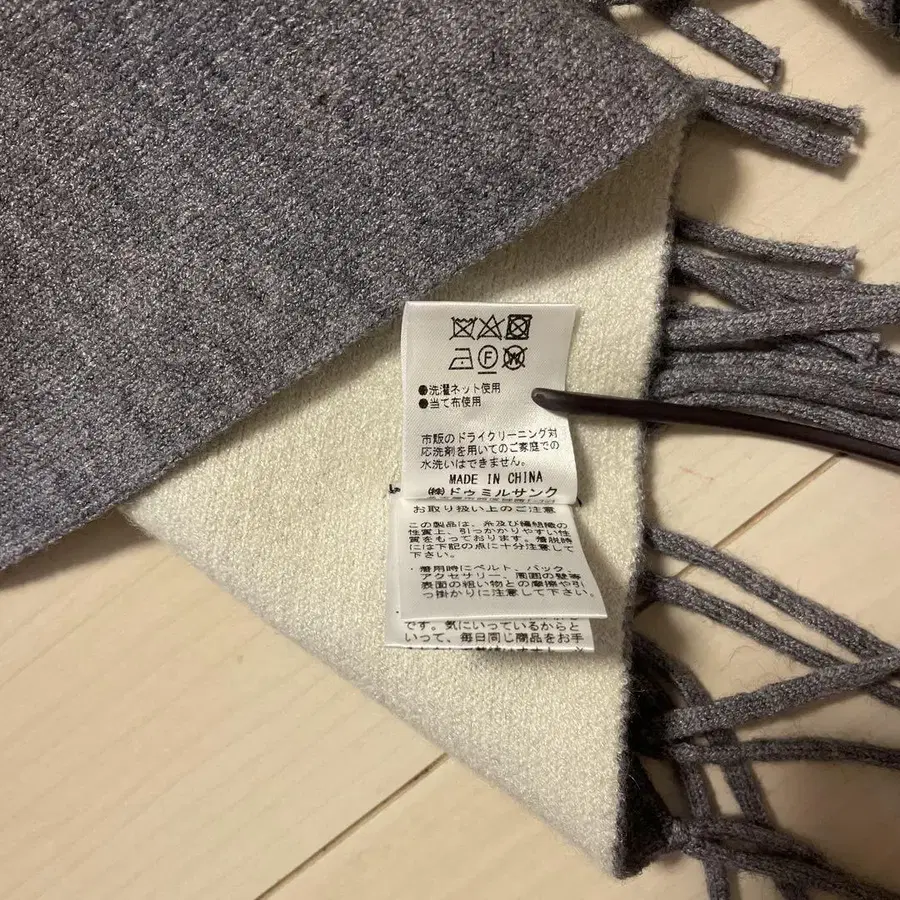 F W
●洗濯ネット使用
●当て布使用
市販のドライクリーニング対
応洗剤を用いてのご家庭での
水洗いはできません。
MADE IN CHINA
㈱ドゥミルサンク
お取り扱い上のご注意
この製品は、糸及び編組織の
性質上、引っかかりやすい性
質をもっております。着脱時
には下記の点に十分注意して
下さい。
・着用時にベルト、バック、
アクセサリー、周囲の壁等
表面の粗い物との摩擦や引
っ掛かりに注意して下さい。
です。気にいっているからと
いって、毎日同じ商品をお手